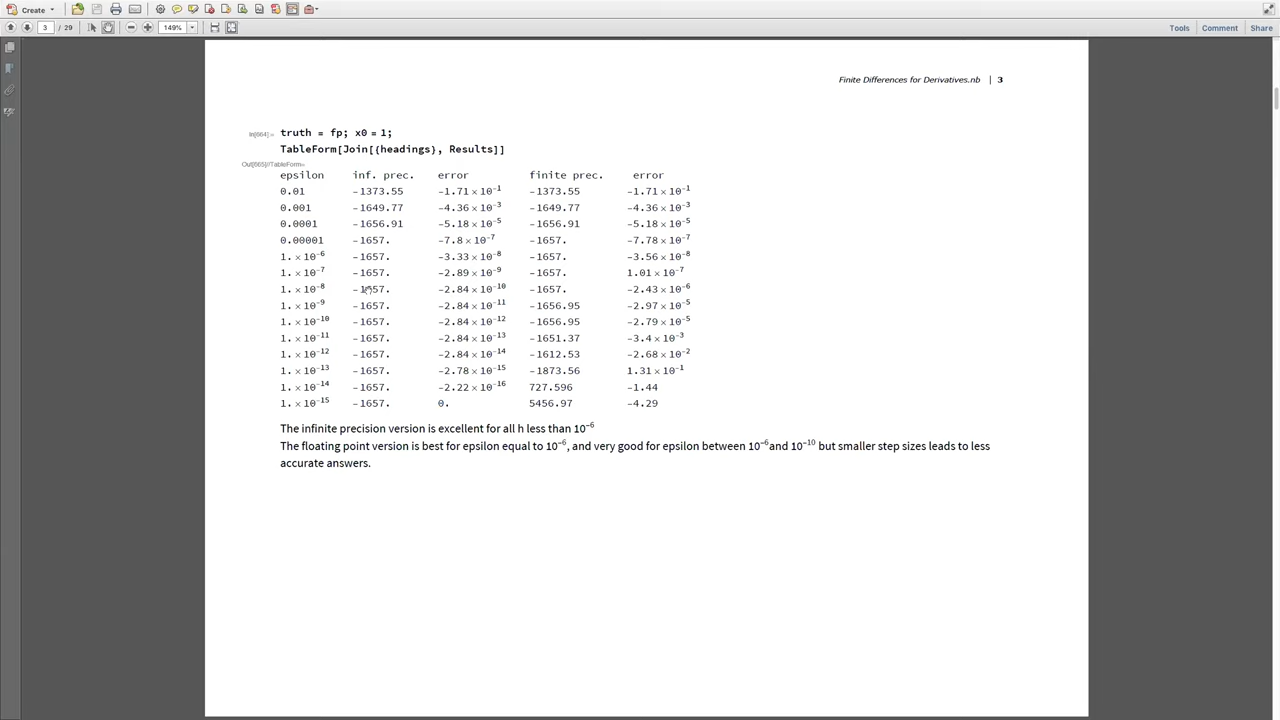 Create
3 / 29
149%
Tools Comment Share
Finite Differences for Derivatives.nb | 3
In[664]:= truth = fp; x0 = 1;
TableForm[Join[{headings}, Results]]
Out[665]//TableForm=
epsilon inf. prec. error finite prec. error
0.01 -1373.55 -1.71×10⁻¹ -1373.55 -1.71×10⁻¹
0.001 -1649.77 -4.36×10⁻³ -1649.77 -4.36×10⁻³
0.0001 -1656.91 -5.18×10⁻⁵ -1656.91 -5.18×10⁻⁵
0.00001 -1657. -7.8×10⁻⁷ -1657. -7.78×10⁻⁷
1.×10⁻⁶ -1657. -3.33×10⁻⁸ -1657. -3.56×10⁻⁸
1.×10⁻⁷ -1657. -2.89×10⁻⁹ -1657. 1.01×10⁻⁷
1.×10⁻⁸ -1657. -2.84×10⁻¹⁰ -1657. -2.43×10⁻⁶
1.×10⁻⁹ -1657. -2.84×10⁻¹¹ -1656.95 -2.97×10⁻⁵
1.×10⁻¹⁰ -1657. -2.84×10⁻¹² -1656.95 -2.79×10⁻⁵
1.×10⁻¹¹ -1657. -2.84×10⁻¹³ -1651.37 -3.4×10⁻³
1.×10⁻¹² -1657. -2.84×10⁻¹⁴ -1612.53 -2.68×10⁻²
1.×10⁻¹³ -1657. -2.78×10⁻¹⁵ -1873.56 1.31×10⁻¹
1.×10⁻¹⁴ -1657. -2.22×10⁻¹⁶ 727.596 -1.44
1.×10⁻¹⁵ -1657. 0. 5456.97 -4.29
The infinite precision version is excellent for all h less than 10⁻⁶
The floating point version is best for epsilon equal to 10⁻⁶, and very good for epsilon between 10⁻⁶and 10⁻¹⁰ but smaller step sizes leads to less
accurate answers.